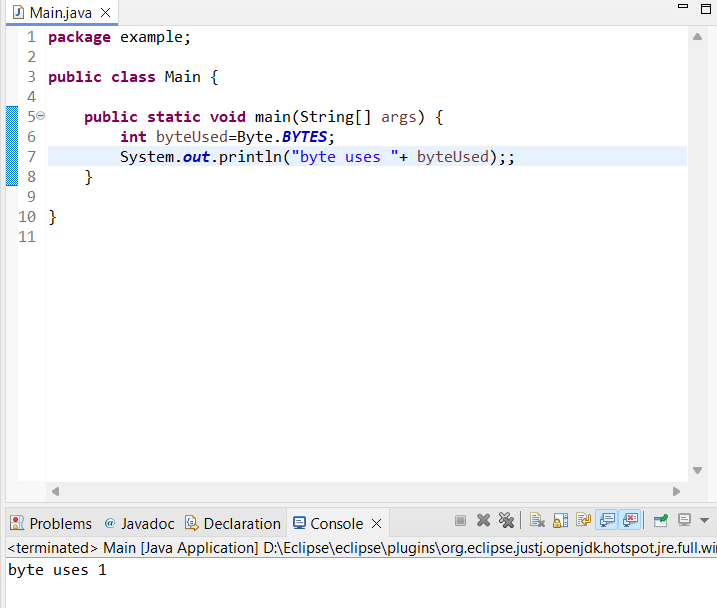 Main.java
1 package example;
2
3 public class Main {
4
5 public static void main(String[] args) {
6 int byteUsed=Byte.BYTES;
7 System.out.println("byte uses "+ byteUsed);;
8 }
9
10 }
11
Problems @ Javadoc Declaration Console
<terminated> Main [Java Application] D:\Eclipse\eclipse\plugins\org.eclipse.justj.openjdk.hotspot.jre.full.wi
byte uses 1